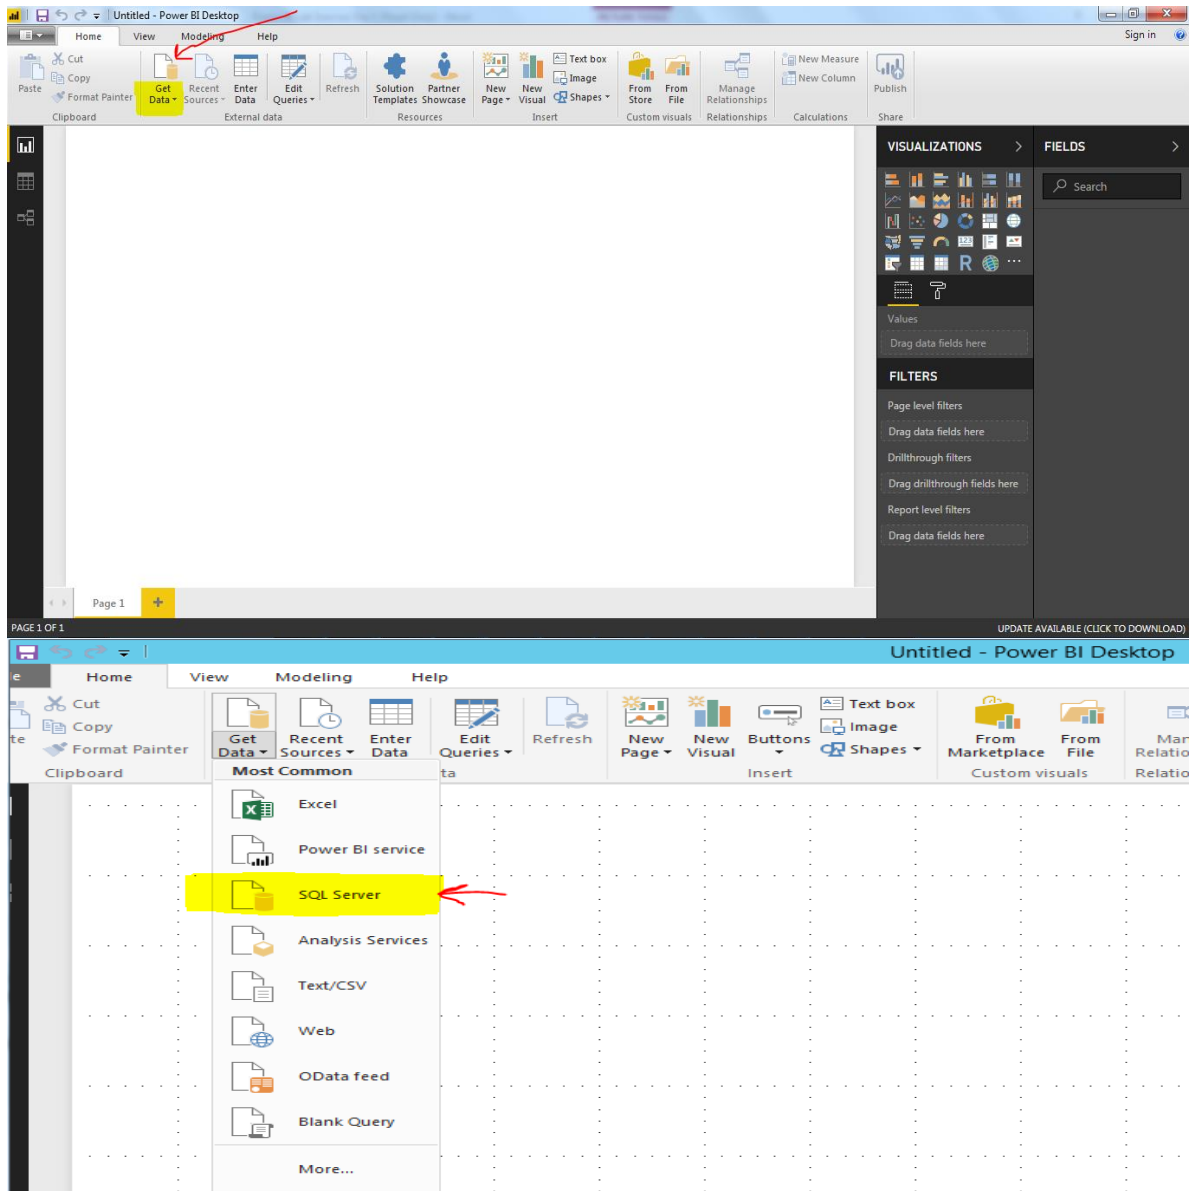 Untitled - Power BI Desktop
Home View Modeling Help Sign in
Cut
Copy
Format Painter
Paste
Get Data
Recent Sources
Enter Data
Edit Queries
Refresh
Solution Templates
Partner Showcase
New Page
New Visual
Text box
Image
Shapes
From Store
From File
Manage Relationships
New Measure
New Column
Publish
Clipboard External data Resources Insert Custom visuals Relationships Calculations Share
VISUALIZATIONS
FIELDS
Search
123
R
Values
Drag data fields here
FILTERS
Page level filters
Drag data fields here
Drillthrough filters
Drag drillthrough fields here
Report level filters
Drag data fields here
Page 1
PAGE 1 OF 1
UPDATE AVAILABLE (CLICK TO DOWNLOAD)
Untitled - Power BI Desktop
e Home View Modeling Help
Cut
Copy
Format Painter
te
Get Data
Recent Sources
Enter Data
Edit Queries
Refresh
New Page
New Visual
Buttons
Text box
Image
Shapes
From Marketplace
From File
Man
Relatio
Clipboard ta Insert Custom visuals Relatio
Most Common
Excel
Power BI service
SQL Server
Analysis Services
Text/CSV
Web
OData feed
Blank Query
More...